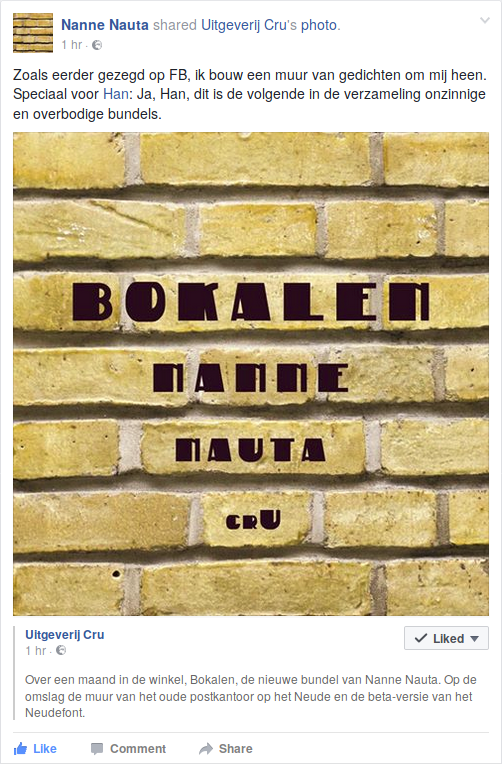 Nanne Nauta shared Uitgeverij Cru's photo.
1 hr ·
Zoals eerder gezegd op FB, ik bouw een muur van gedichten om mij heen.
Speciaal voor Han: Ja, Han, dit is de volgende in de verzameling onzinnige
en overbodige bundels.
BOKALEN
NANNE
NAUTA
CRU
Uitgeverij Cru
1 hr ·
Liked
Over een maand in de winkel, Bokalen, de nieuwe bundel van Nanne Nauta. Op de
omslag de muur van het oude postkantoor op het Neude en de beta-versie van het
Neudefont.
Like
Comment
Share